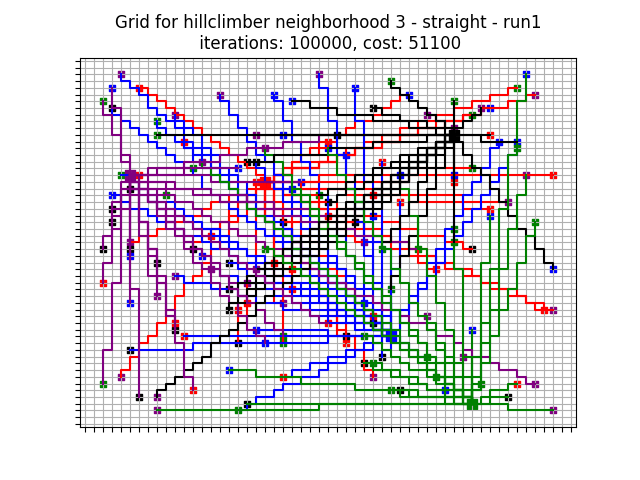 Grid for hillclimber neighborhood 3 - straight - run1
iterations: 100000, cost: 51100